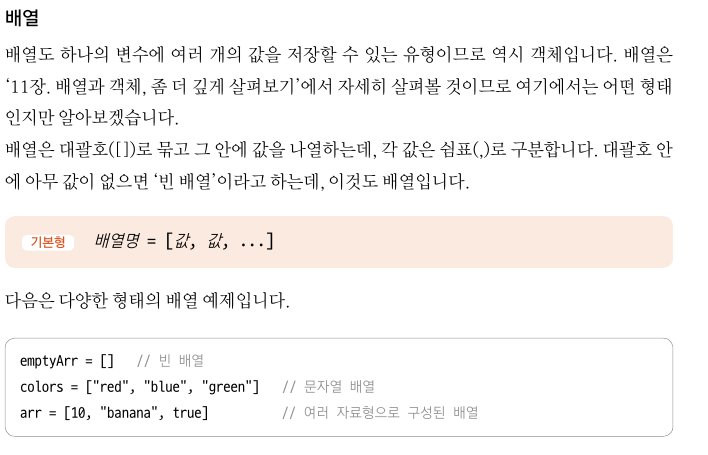 배열
배열도 하나의 변수에 여러 개의 값을 저장할 수 있는 유형이므로 역시 객체입니다. 배열은
‘11장. 배열과 객체, 좀 더 깊게 살펴보기’에서 자세히 살펴볼 것이므로 여기에서는 어떤 형태
인지만 알아보겠습니다.
배열은 대괄호([])로 묶고 그 안에 값을 나열하는데, 각 값은 쉼표(,)로 구분합니다. 대괄호 안
에 아무 값이 없으면 ‘빈 배열’이라고 하는데, 이것도 배열입니다.
기본형 배열명 = [값, 값, ...]
다음은 다양한 형태의 배열 예제입니다.
emptyArr = [] // 빈 배열
colors = ["red", "blue", "green"] // 문자열 배열
arr = [10, "banana", true] // 여러 자료형으로 구성된 배열